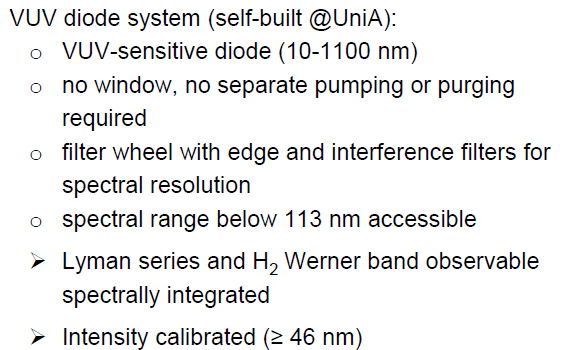 VUV diode system (self-built @UniA):
○ VUV-sensitive diode (10-1100 nm)
○ no window, no separate pumping or purging
required
○ filter wheel with edge and interference filters for
spectral resolution
○ spectral range below 113 nm accessible
➢ Lyman series and H₂ Werner band observable
spectrally integrated
➢ Intensity calibrated (≥ 46 nm)